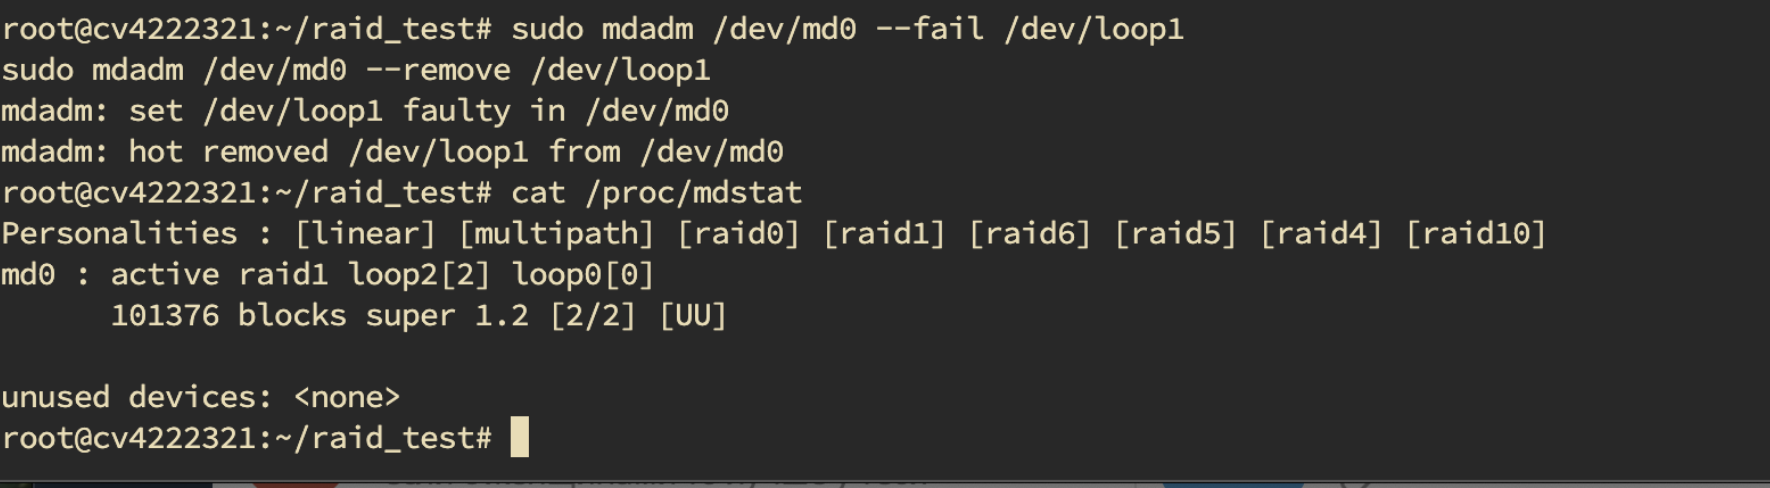 root@cv4222321:~/raid_test# sudo mdadm /dev/md0 --fail /dev/loop1
sudo mdadm /dev/md0 --remove /dev/loop1
mdadm: set /dev/loop1 faulty in /dev/md0
mdadm: hot removed /dev/loop1 from /dev/md0
root@cv4222321:~/raid_test# cat /proc/mdstat
Personalities : [linear] [multipath] [raid0] [raid1] [raid6] [raid5] [raid4] [raid10]
md0 : active raid1 loop2[2] loop0[0]
      101376 blocks super 1.2 [2/2] [UU]

unused devices: <none>
root@cv4222321:~/raid_test#